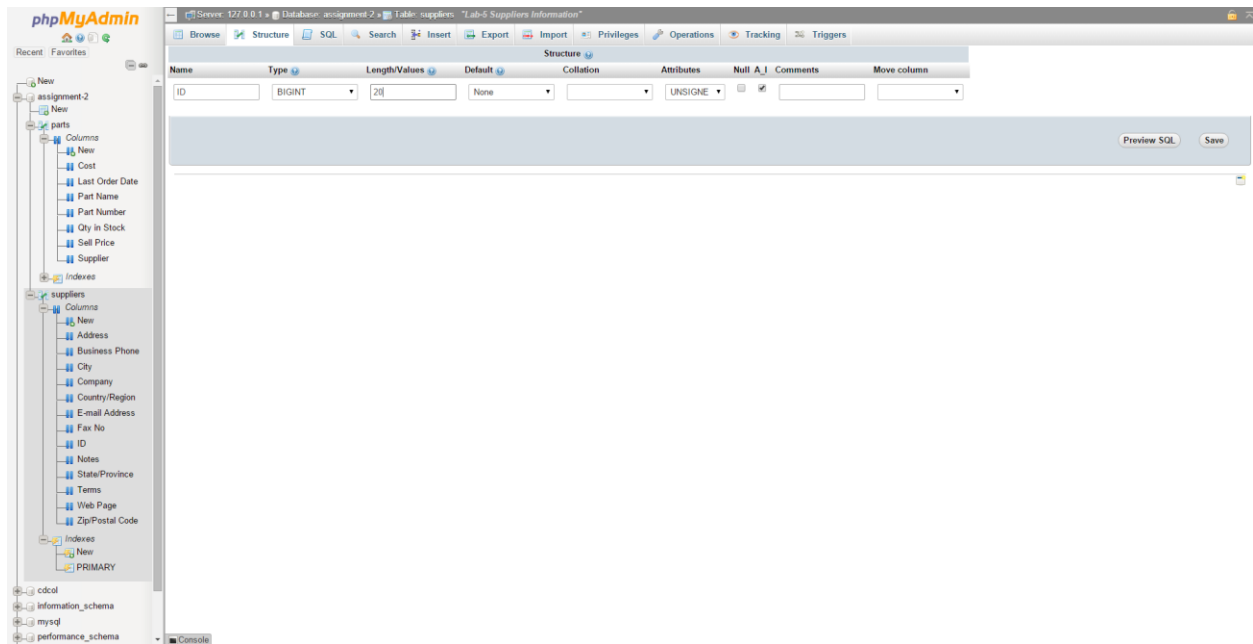 phpMyAdmin
Recent Favorites
New
assignment-2
New
parts
Columns
New
Cost
Last Order Date
Part Name
Part Number
Qty in Stock
Sell Price
Supplier
Indexes
suppliers
Columns
New
Address
Business Phone
City
Company
Country/Region
E-mail Address
Fax No
ID
Notes
State/Province
Terms
Web Page
Zip/Postal Code
Indexes
New
PRIMARY
cdcol
information_schema
mysql
performance_schema
Server: 127.0.0.1 » Database: assignment-2 » Table: suppliers "Lab-5 Suppliers Information"
Browse Structure SQL Search Insert Export Import Privileges Operations Tracking Triggers
Structure
Name Type Length/Values Default Collation Attributes Null A_I Comments Move column
ID BIGINT 20 None UNSIGNE
Preview SQL Save
Console